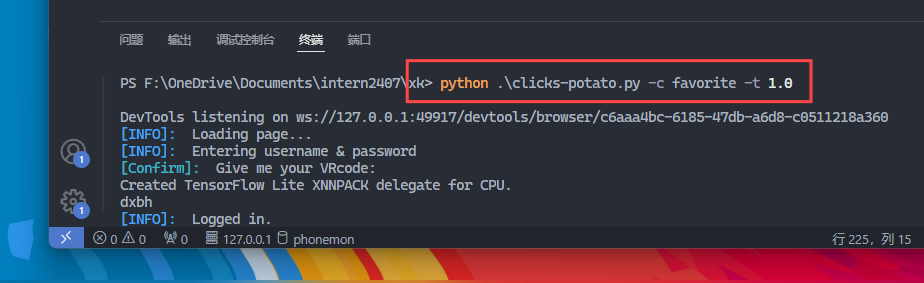 问题 输出 调试控制台 终端 端口
PS F:\OneDrive\Documents\intern2407\xk> python .\clicks-potato.py -c favorite -t 1.0
DevTools listening on ws://127.0.0.1:49917/devtools/browser/c6aaa4bc-6185-47db-a6d8-c0511218a360
[INFO]: Loading page...
[INFO]: Entering username & password
[Confirm]: Give me your VRcode:
Created TensorFlow Lite XNNPACK delegate for CPU.
dxbh
[INFO]: Logged in.
1
1
0 0 0 127.0.0.1 phonemon 行 225，列 15